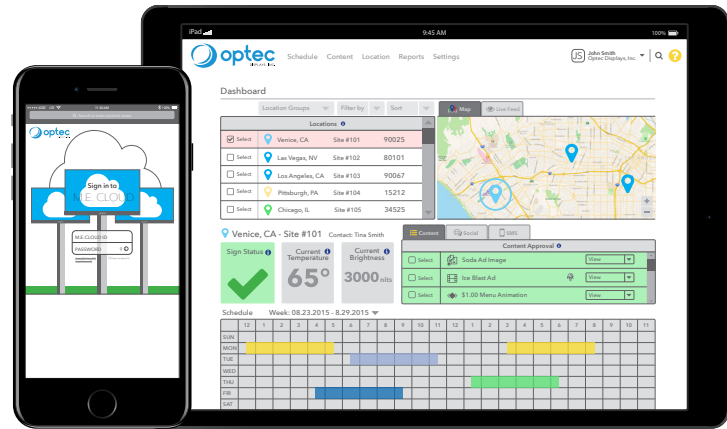 iPad
9:45 AM
100%
optec
Schedule Content Location Reports Settings
JS
John Smith
Optec Displays, Inc.
?
Dashboard
Location Groups
Filter by
Sort
Map
Live Feed
Locations
Select Venice, CA Site #101 90025
Select Las Vegas, NV Site #102 80101
Select Los Angeles, CA Site #103 90067
Select Pittsburgh, PA Site #104 15212
Select Chicago, IL Site #105 34525
Venice, CA - Site #101 Contact: Tina Smith
Sign Status
Current Temperature
65°
Current Brightness
3000 nits
Content
Social
SMS
Content Approval
Select Soda Ad Image View
Select Ice Blast Ad View
Select $1.00 Menu Animation View
Schedule Week: 08.23.2015 - 8.29.2015
12 1 2 3 4 5 6 7 8 9 10 11 12 1 2 3 4 5 6 7 8 9 10 11
SUN
MON
TUE
WED
THU
FRI
SAT
optec
Sign in to
M.E. CLOUD
M.E.CLOUD ID
PASSWORD